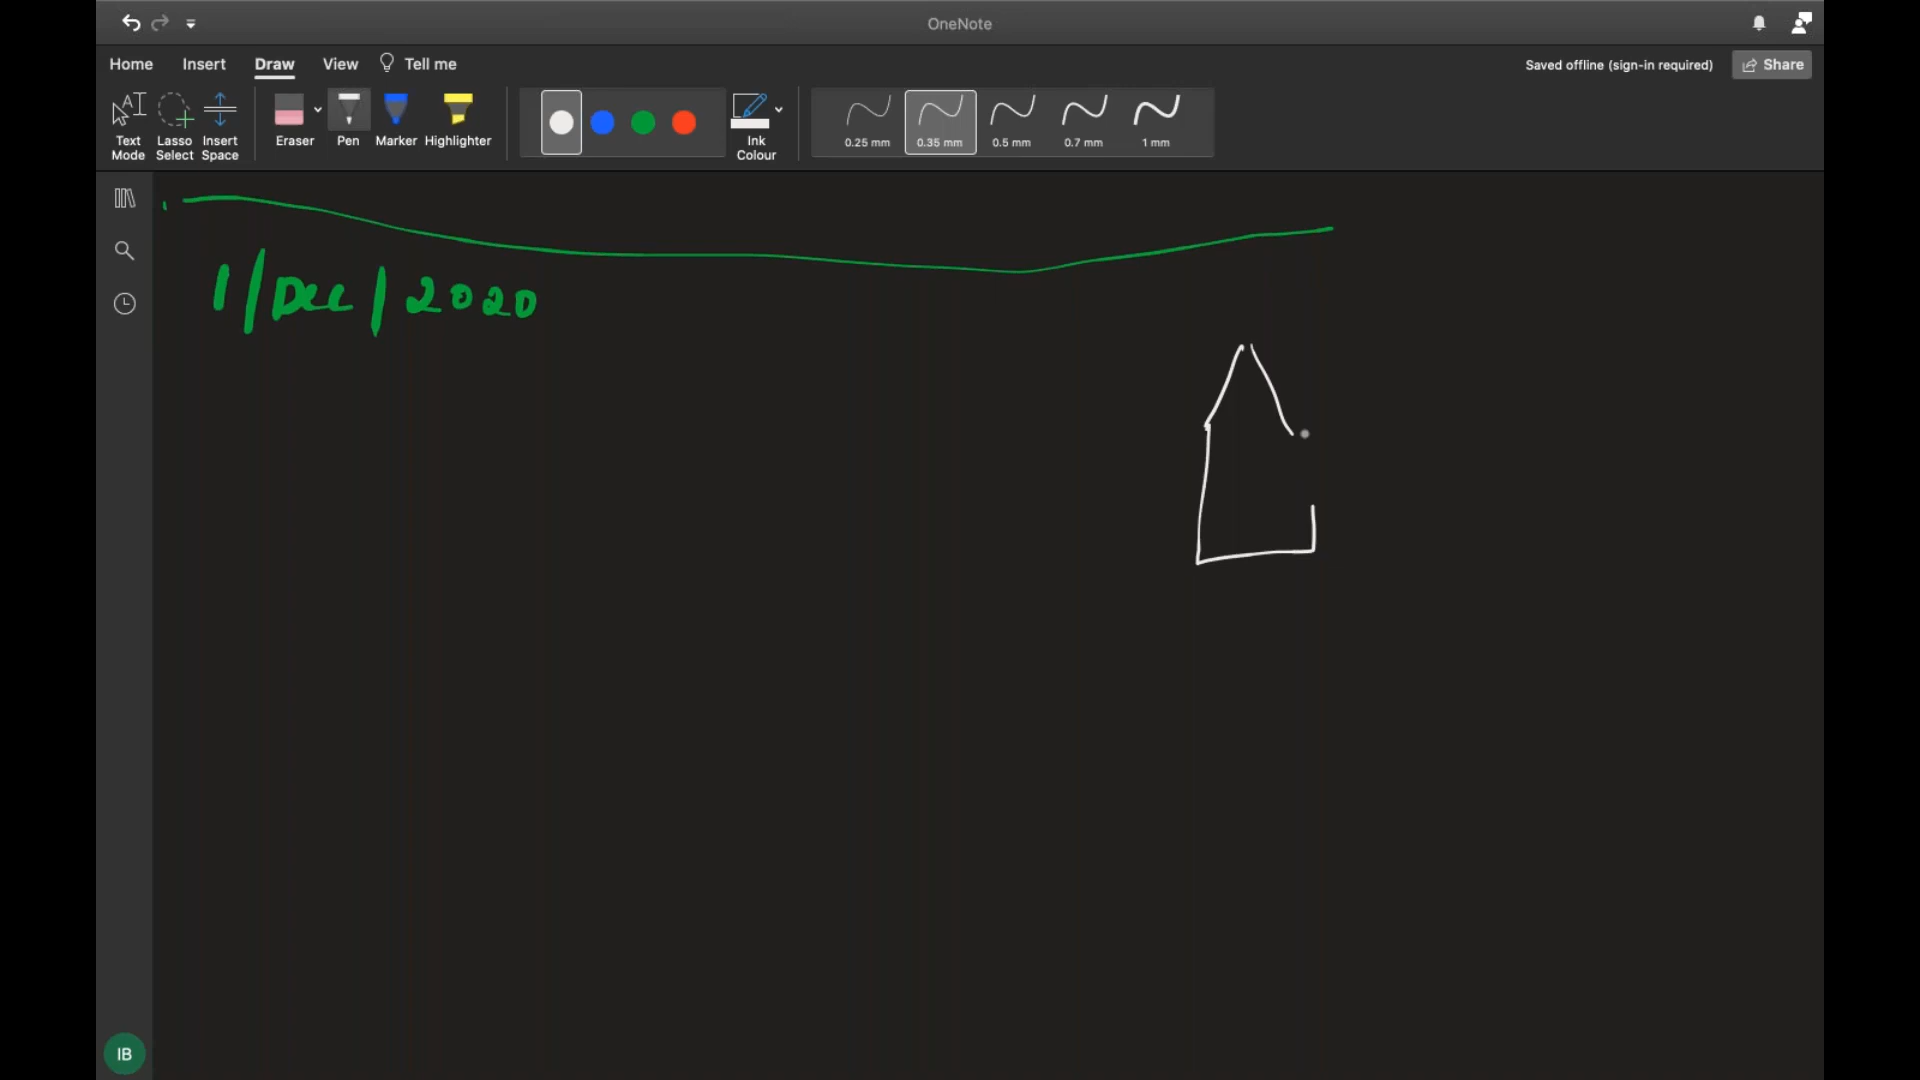 OneNote
Home Insert Draw View Tell me
Saved offline (sign-in required) Share
Text Mode
Lasso Select
Insert Space
Eraser
Pen
Marker
Highlighter
Ink Colour
0.25 mm
0.35 mm
0.5 mm
0.7 mm
1 mm
1/Dec/2020
IB